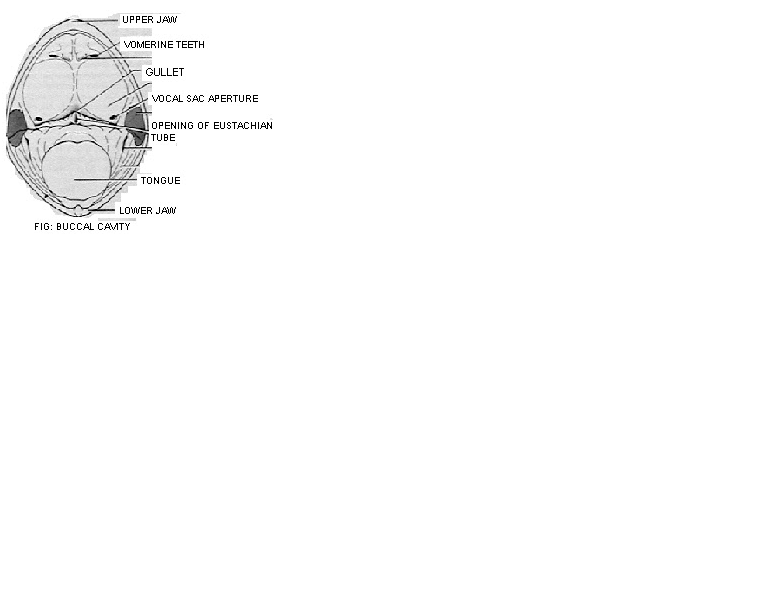 UPPER JAW
VOMERINE TEETH
GULLET
VOCAL SAC APERTURE
OPENING OF EUSTACHIAN
TUBE
TONGUE
LOWER JAW
FIG: BUCCAL CAVITY